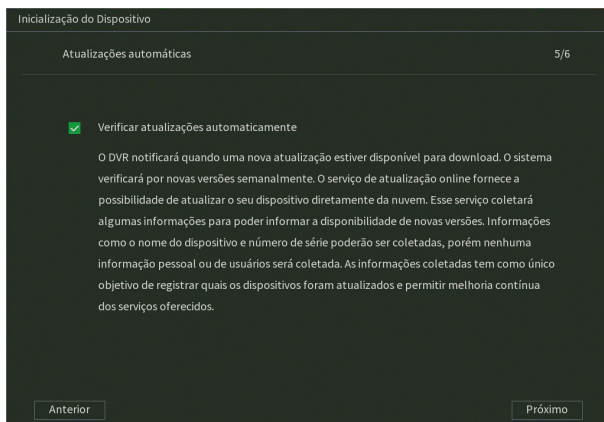 Inicialização do Dispositivo
Atualizações automáticas 5/6
Verificar atualizações automaticamente
O DVR notificará quando uma nova atualização estiver disponível para download. O sistema
verificará por novas versões semanalmente. O serviço de atualização online fornece a
possibilidade de atualizar o seu dispositivo diretamente da nuvem. Esse serviço coletará
algumas informações para poder informar a disponibilidade de novas versões. Informações
como o nome do dispositivo e número de série poderão ser coletadas, porém nenhuma
informação pessoal ou de usuários será coletada. As informações coletadas tem como único
objetivo de registrar quais os dispositivos foram atualizados e permitir melhoria contínua
dos serviços oferecidos.
Anterior Próximo